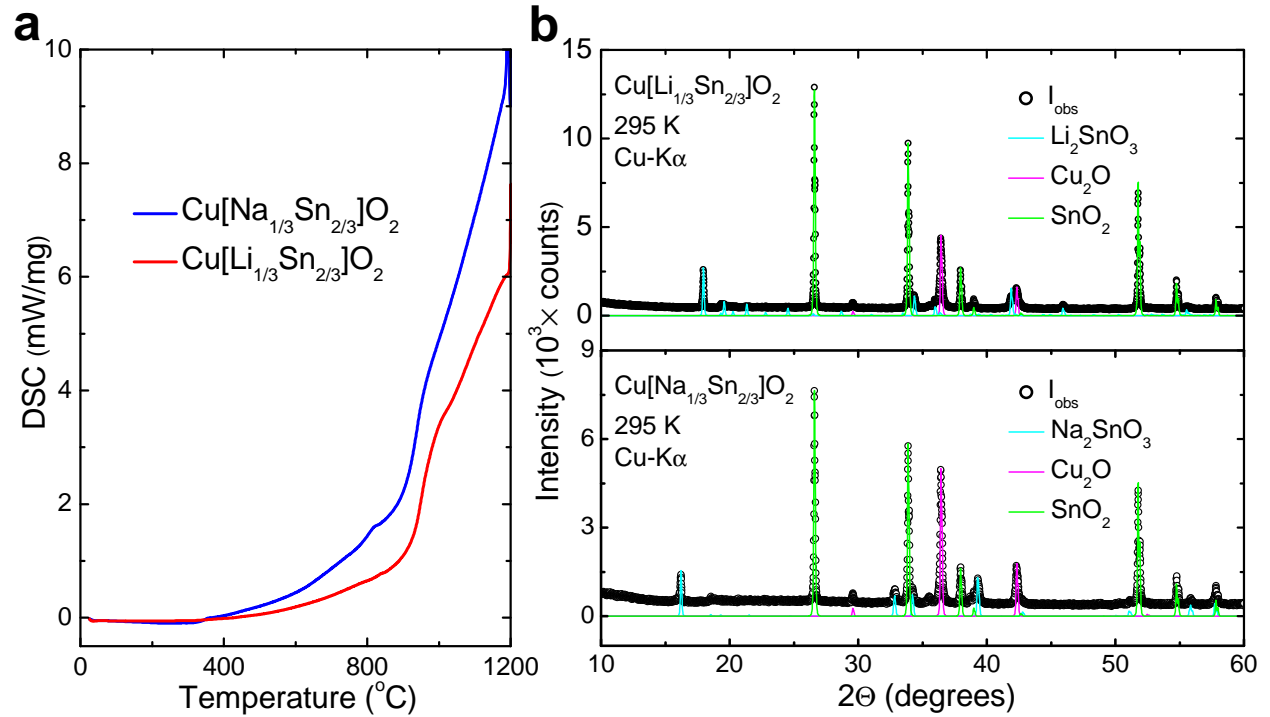 a
10
8
6
4
2
0
DSC (mW/mg)
Cu[Na1/3Sn2/3]O2
Cu[Li1/3Sn2/3]O2
0 400 800 1200
Temperature (°C)
b
15
10
5
0
Cu[Li1/3Sn2/3]O2
295 K
Cu-Kα
Iobs
Li2SnO3
Cu2O
SnO2
Intensity (10³× counts)
9
6
3
0
Cu[Na1/3Sn2/3]O2
295 K
Cu-Kα
Iobs
Na2SnO3
Cu2O
SnO2
10 20 30 40 50 60
2Θ (degrees)